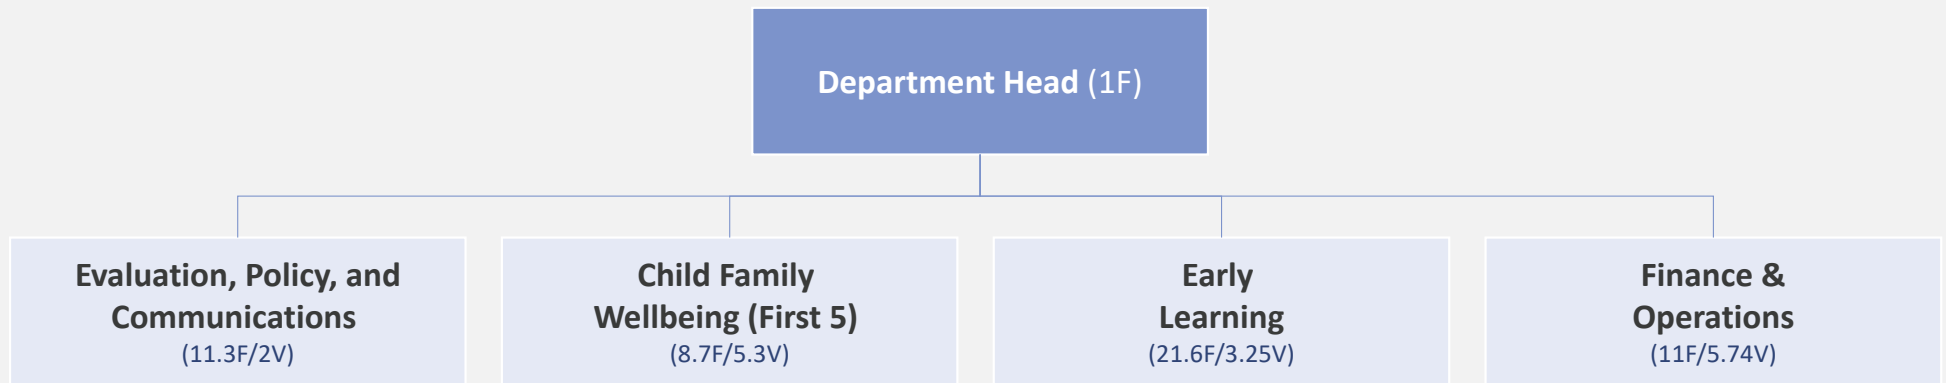 Department Head (1F)
Evaluation, Policy, and
Communications
(11.3F/2V)
Child Family
Wellbeing (First 5)
(8.7F/5.3V)
Early
Learning
(21.6F/3.25V)
Finance &
Operations
(11F/5.74V)